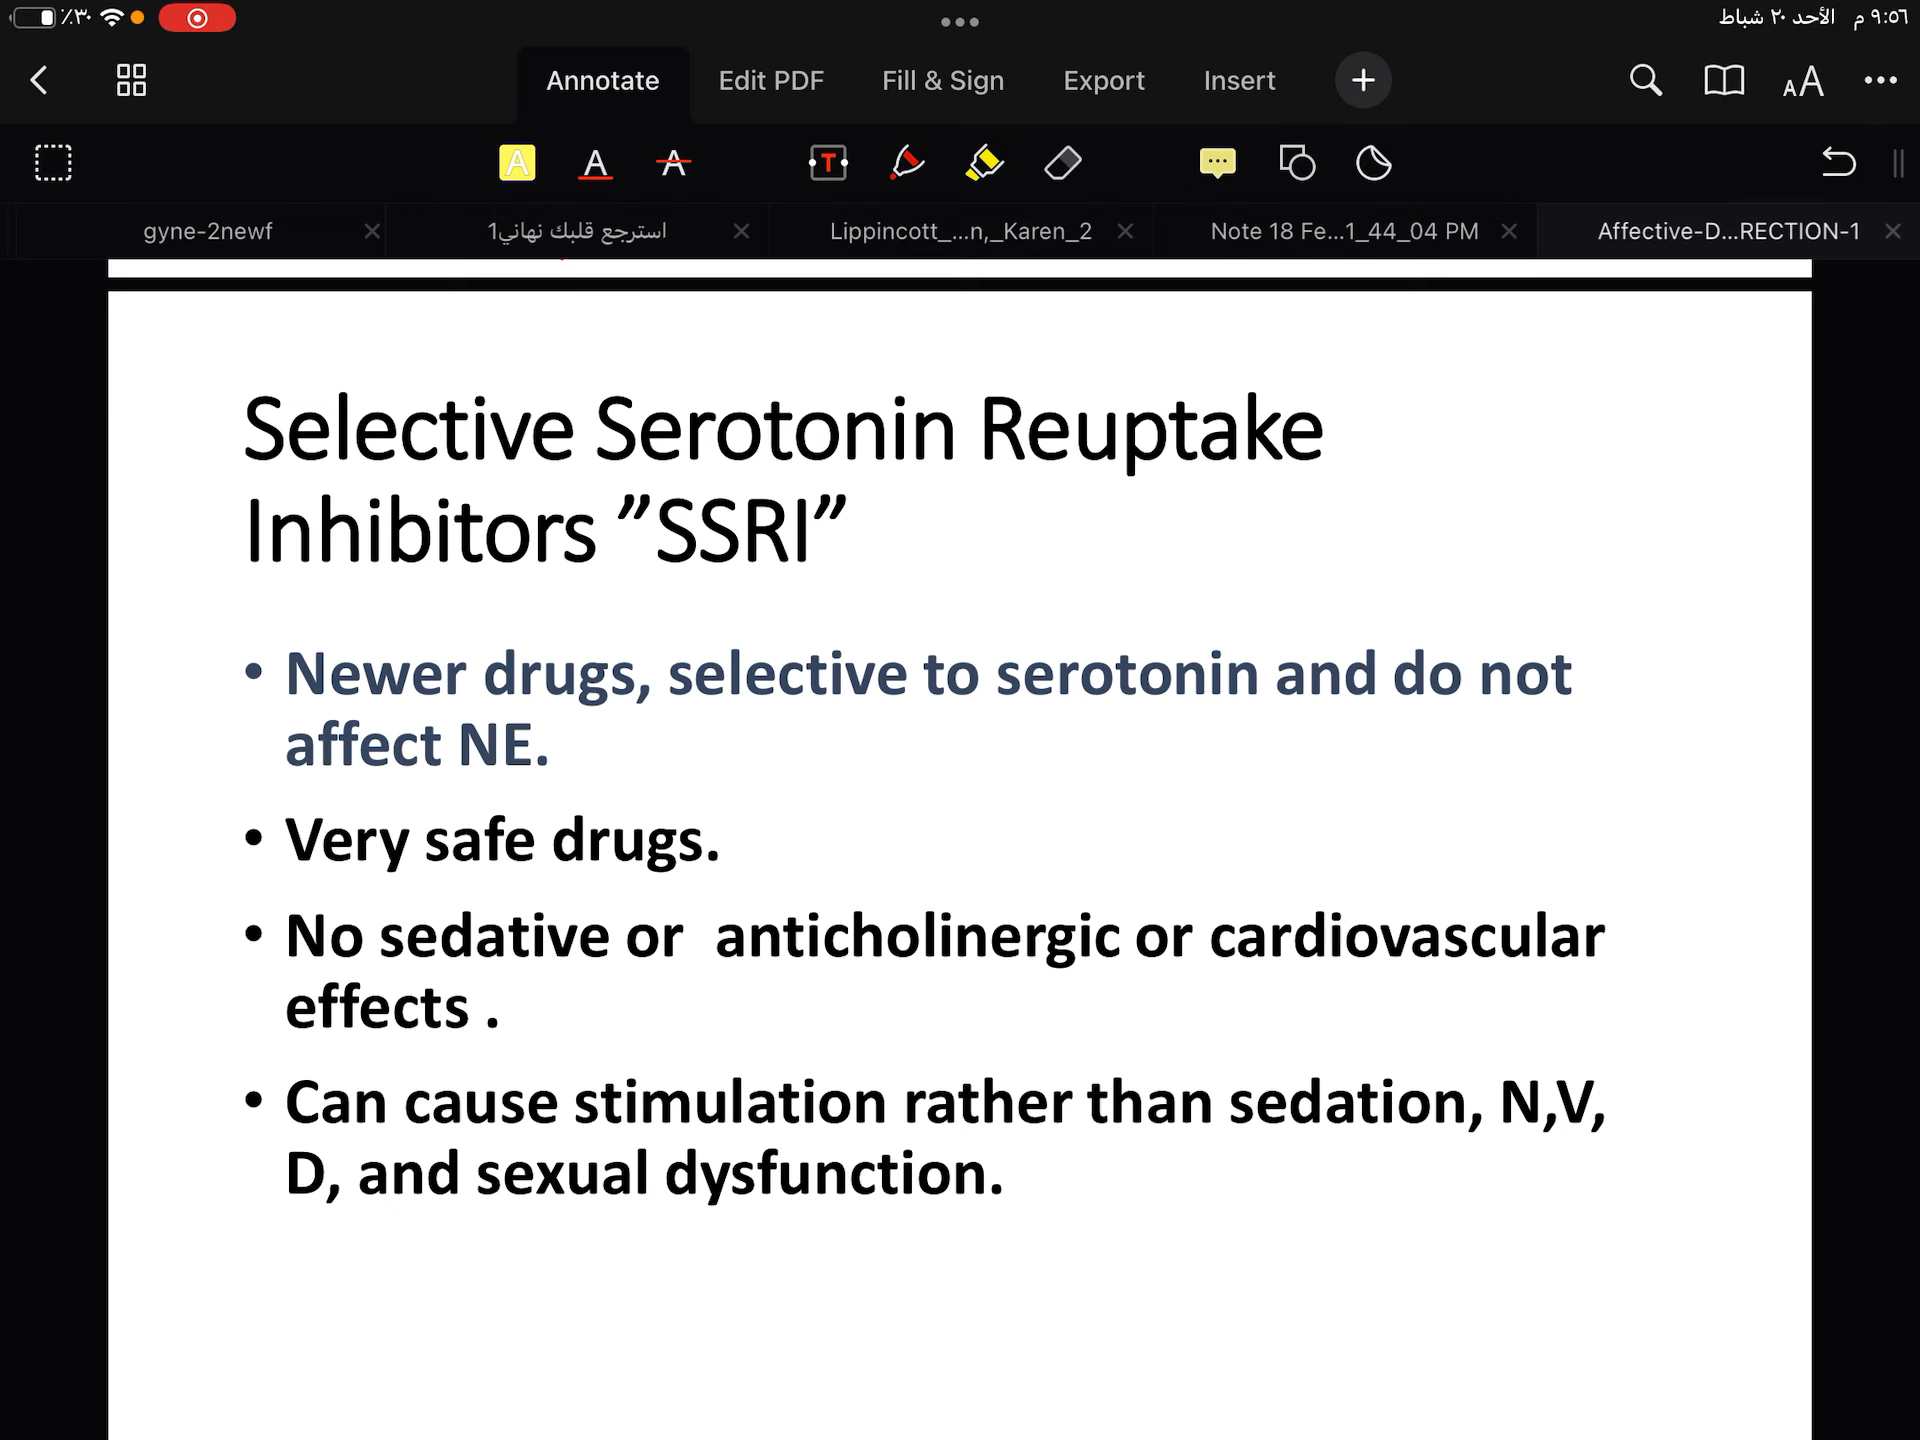 ٪٣٠
٩:٥٦ م الأحد ٢٠ شباط
Annotate Edit PDF Fill & Sign Export Insert
AA
A A A T
gyne-2newf
استرجع قلبك نهاني1
Lippincott_...n,_Karen_2
Note 18 Fe...1_44_04 PM
Affective-D...RECTION-1
Selective Serotonin Reuptake
Inhibitors ”SSRI”
• Newer drugs, selective to serotonin and do not
affect NE.
• Very safe drugs.
• No sedative or anticholinergic or cardiovascular
effects .
• Can cause stimulation rather than sedation, N,V,
D, and sexual dysfunction.